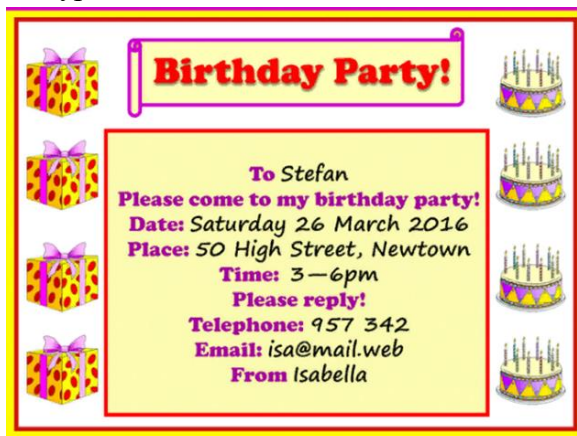 Birthday Party!
To Stefan
Please come to my birthday party!
Date: Saturday 26 March 2016
Place: 50 High Street, Newtown
Time: 3–6pm
Please reply!
Telephone: 957 342
Email: isa@mail.web
From Isabella